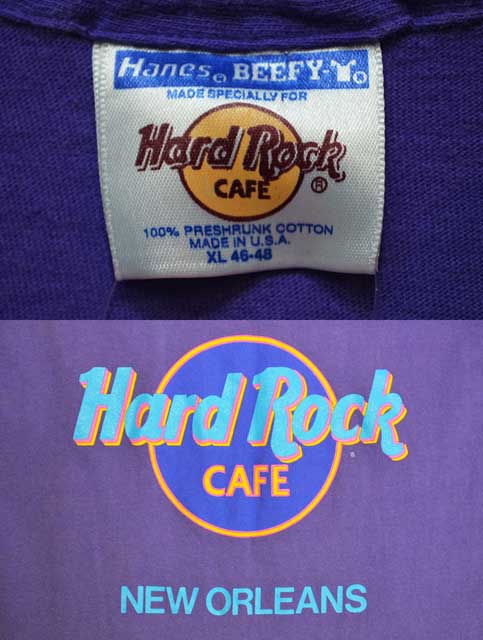 Hanes® BEEFY-T®
MADE SPECIALLY FOR
Hard Rock
CAFE ®
100% PRESHRUNK COTTON
MADE IN U.S.A.
XL 46-48
Hard Rock
CAFE ®
NEW ORLEANS